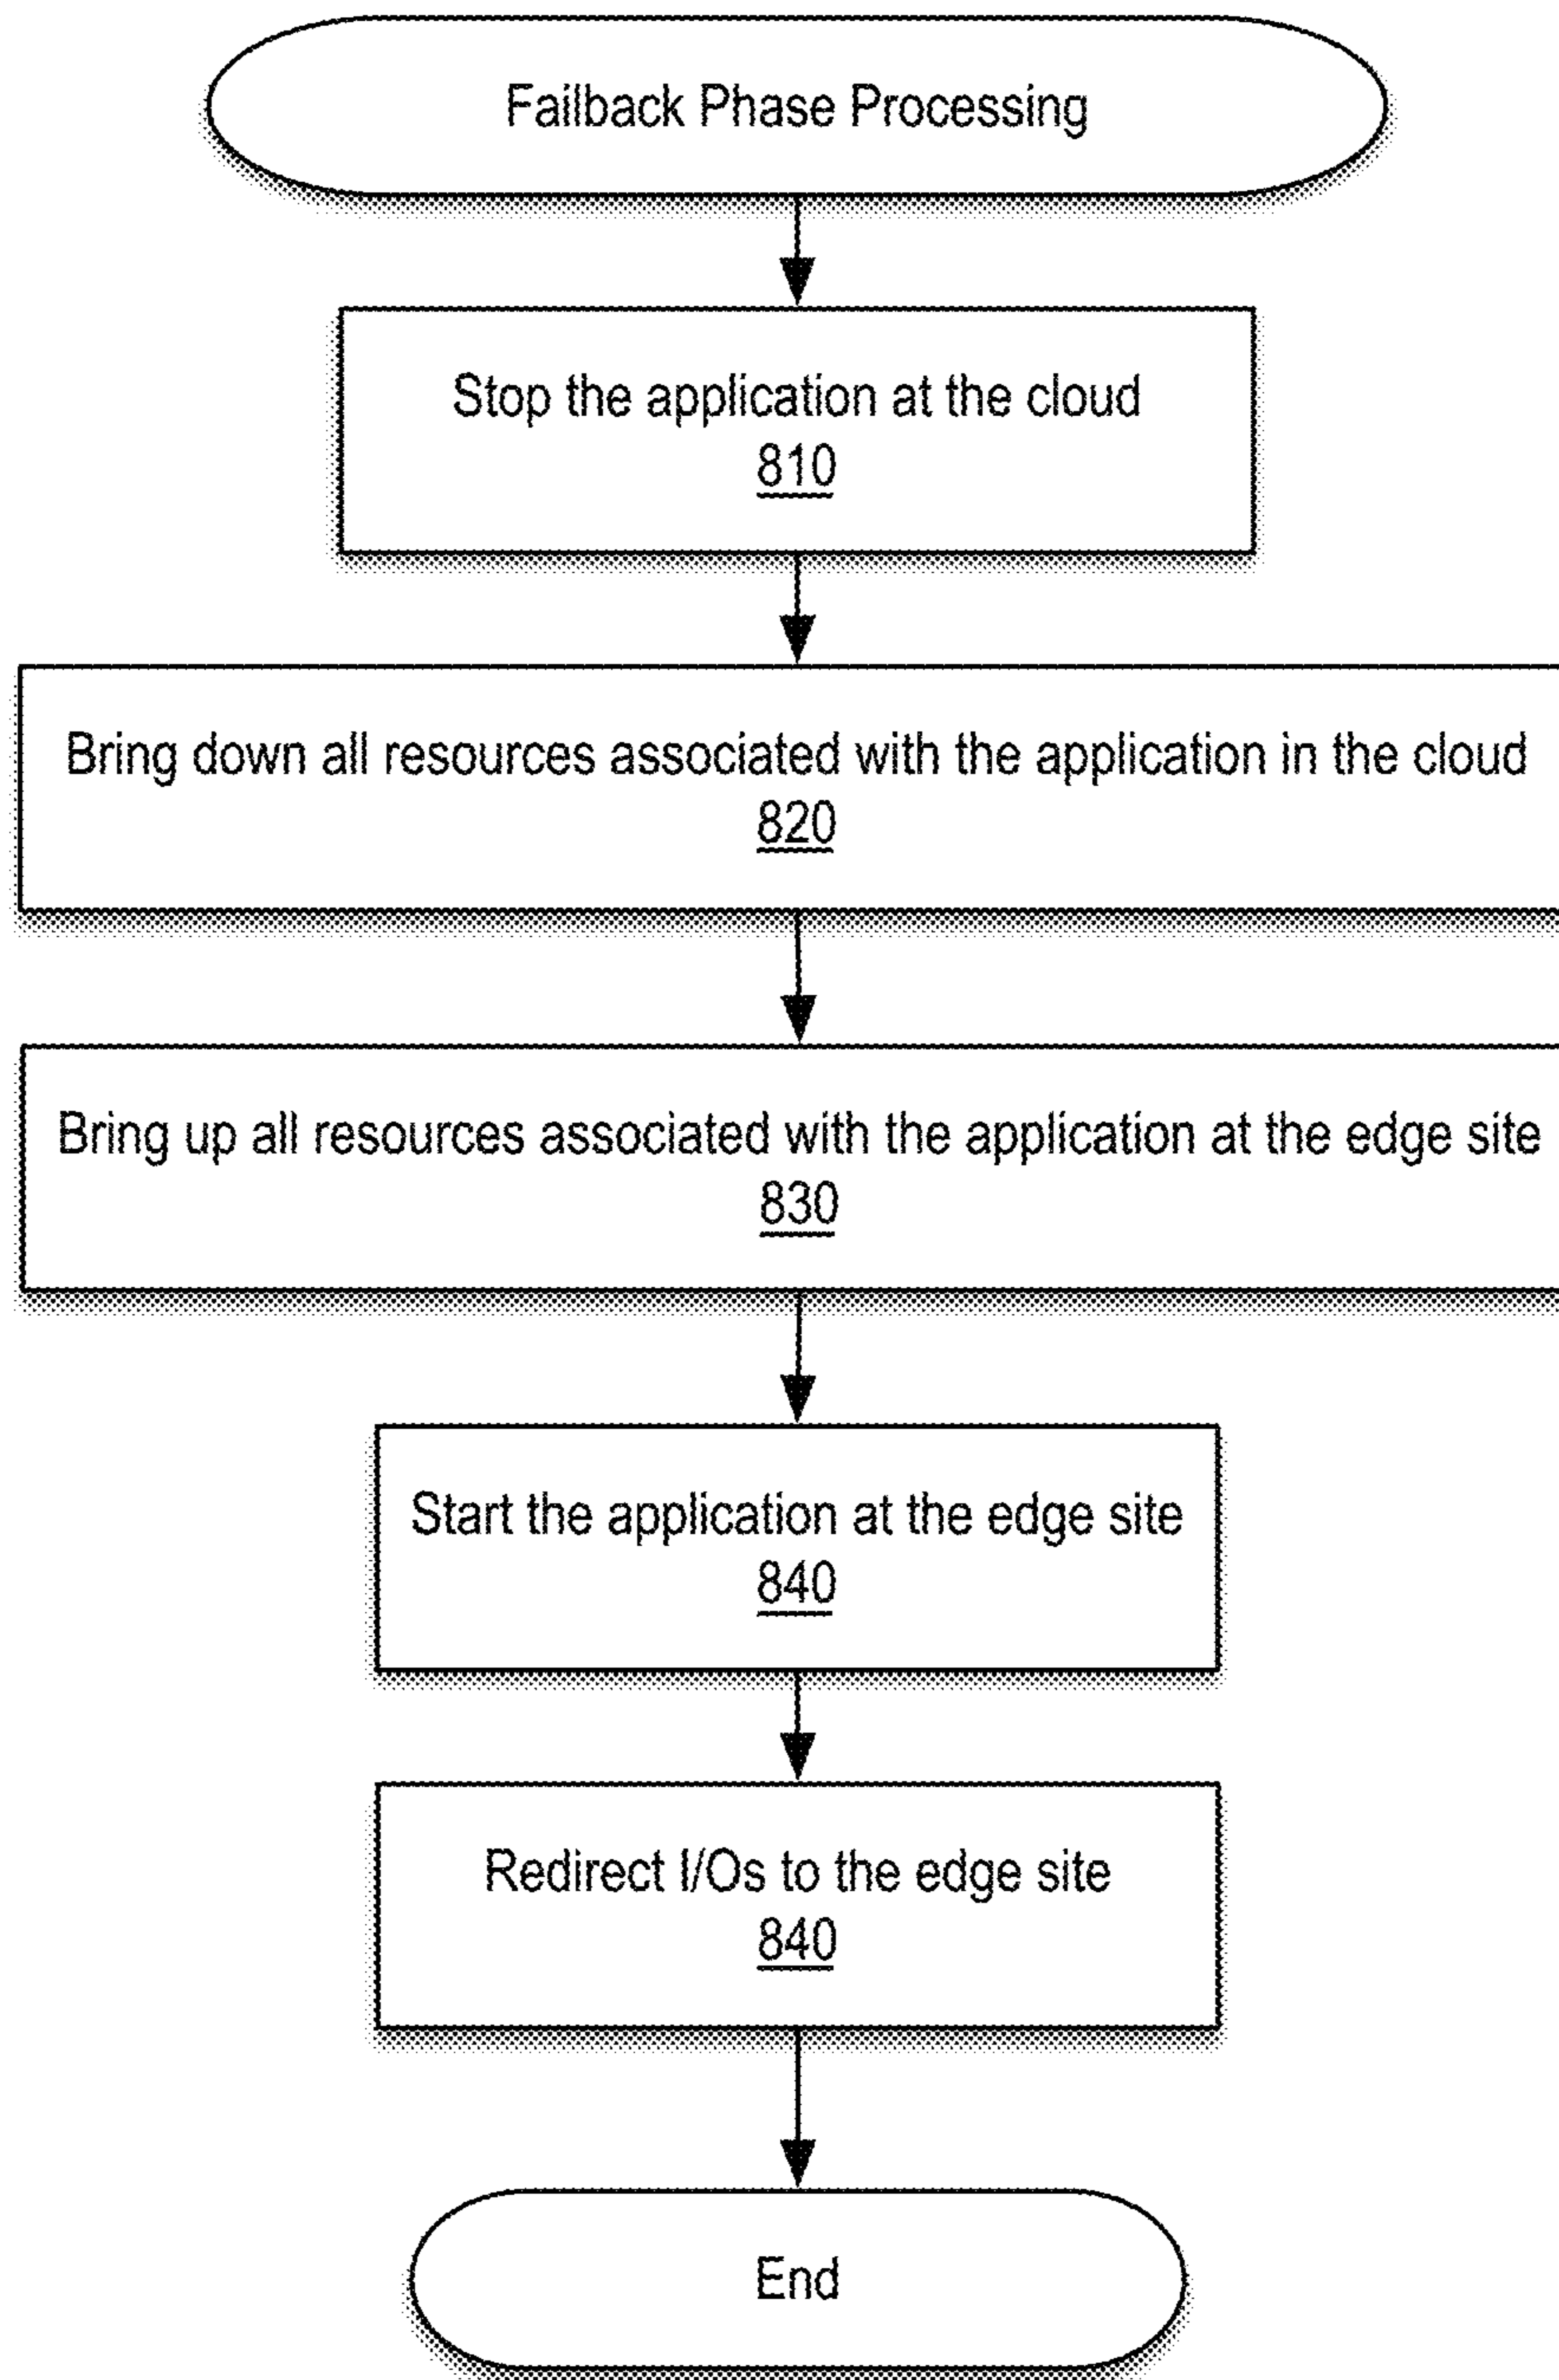 Failback Phase Processing
Stop the application at the cloud
810
Bring down all resources associated with the application in the cloud
820
Bring up all resources associated with the application at the edge site
830
Start the application at the edge site
840
Redirect I/Os to the edge site
840
End